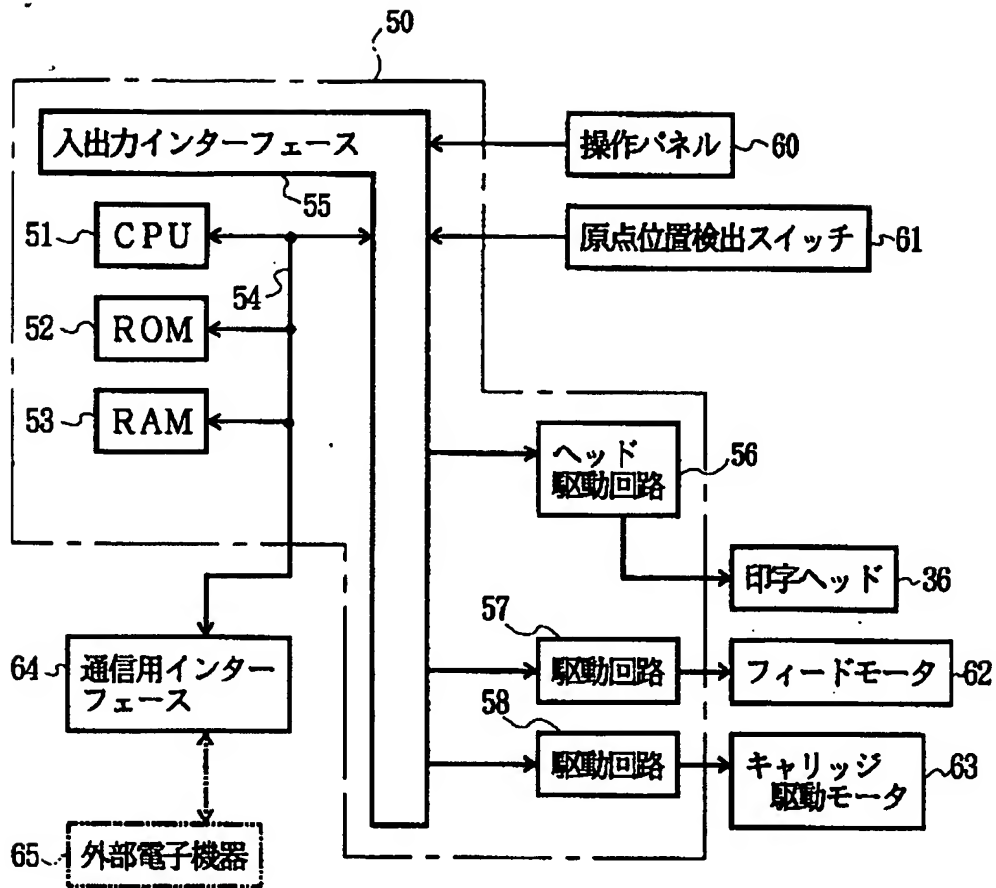 50
入出力インターフェース
操作パネル
60
55
51
CPU
原点位置検出スイッチ
61
54
52
ROM
53
RAM
ヘッド
駆動回路
56
印字ヘッド
36
57
64
通信用インター
フェース
駆動回路
フィードモータ
62
58
駆動回路
キャリッジ
駆動モータ
63
65
外部電子機器